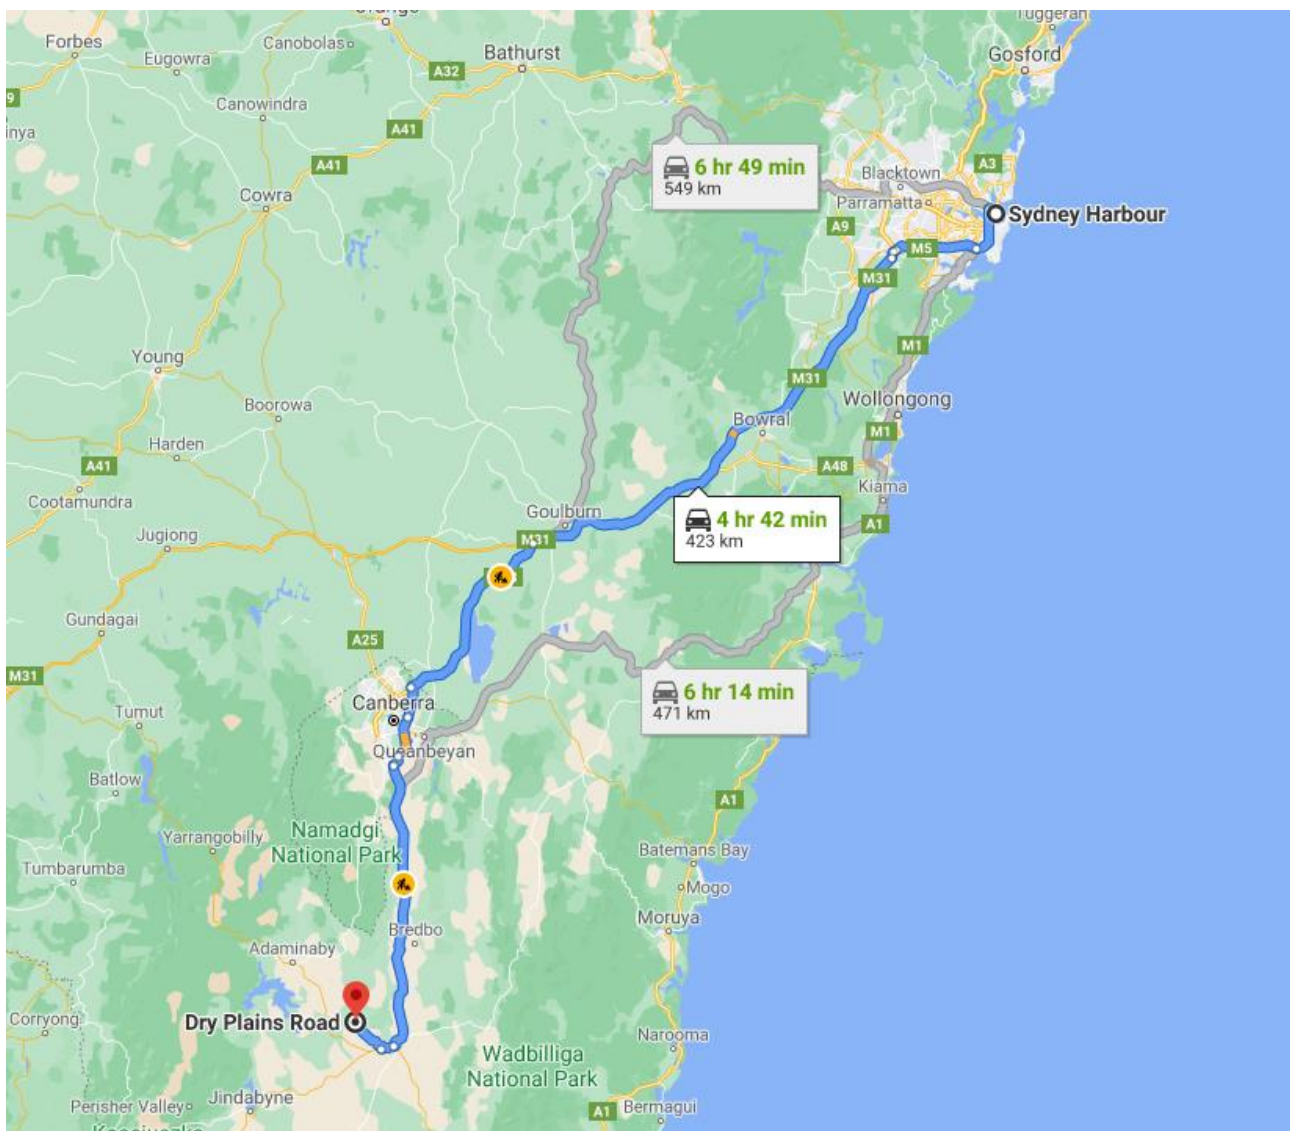 Tuggeran
Forbes
Canobolas
Eugowra
Bathurst
Gosford
A32
9
Canowindra
inya
A41
A41
6 hr 49 min
549 km
A3
Blacktown
Parramatta
Cowra
Sydney Harbour
A9
M5
M31
M1
Young
M31
Boorowa
Wollongong
Bowral
M1
Harden
A41
A48
Cootamundra
Kiama
Goulburn
4 hr 42 min
423 km
A1
Jugiong
M31
Gundagai
A25
M31
6 hr 14 min
471 km
Canberra
Tumut
Queanbeyan
Batlow
A1
Namadgi
National Park
Yarrangobilly
Batemans Bay
Tumbarumba
Mogo
Moruya
Bredbo
Adaminaby
Dry Plains Road
Corryong
Narooma
Wadbilliga
National Park
Perisher Valley
Jindabyne
A1
Bermagui